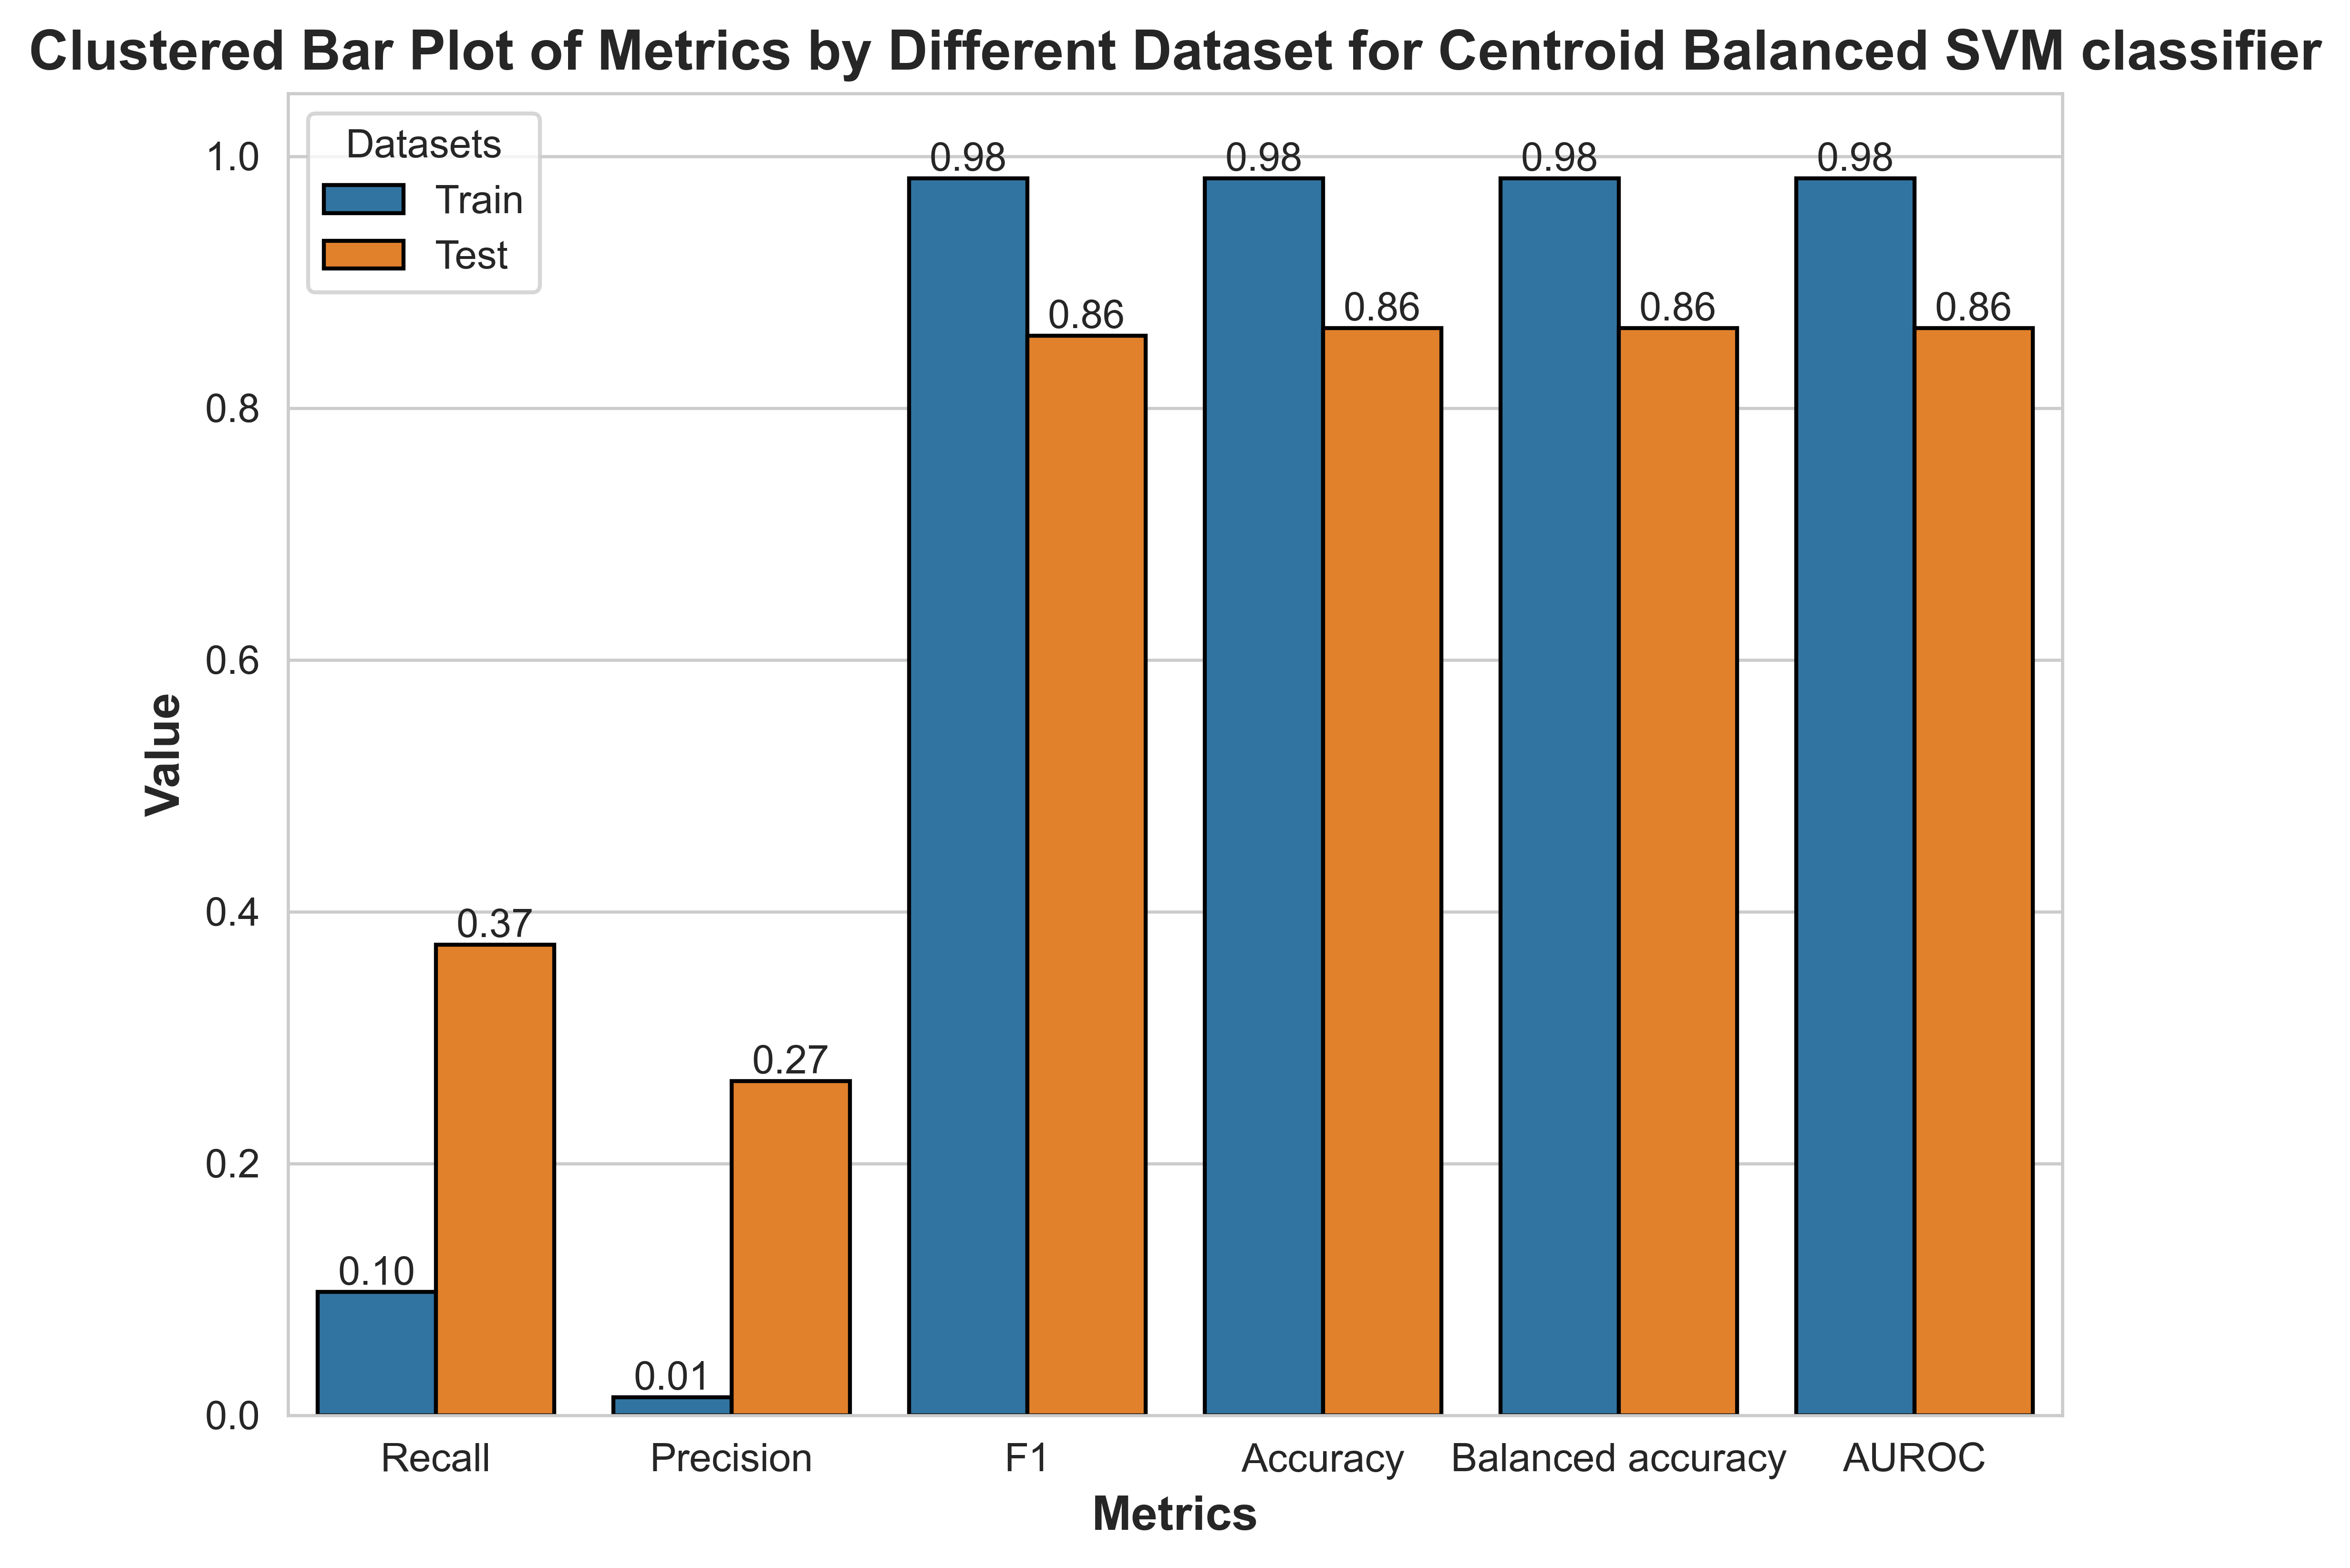 Clustered Bar Plot of Metrics by Different Dataset for Centroid Balanced SVM classifier
Datasets
Train
Test
1.0
0.8
0.6
0.4
0.2
0.0
Value
0.10
0.37
0.01
0.27
0.98
0.86
0.98
0.86
0.98
0.86
0.98
0.86
Recall
Precision
F1
Accuracy
Balanced accuracy
AUROC
Metrics